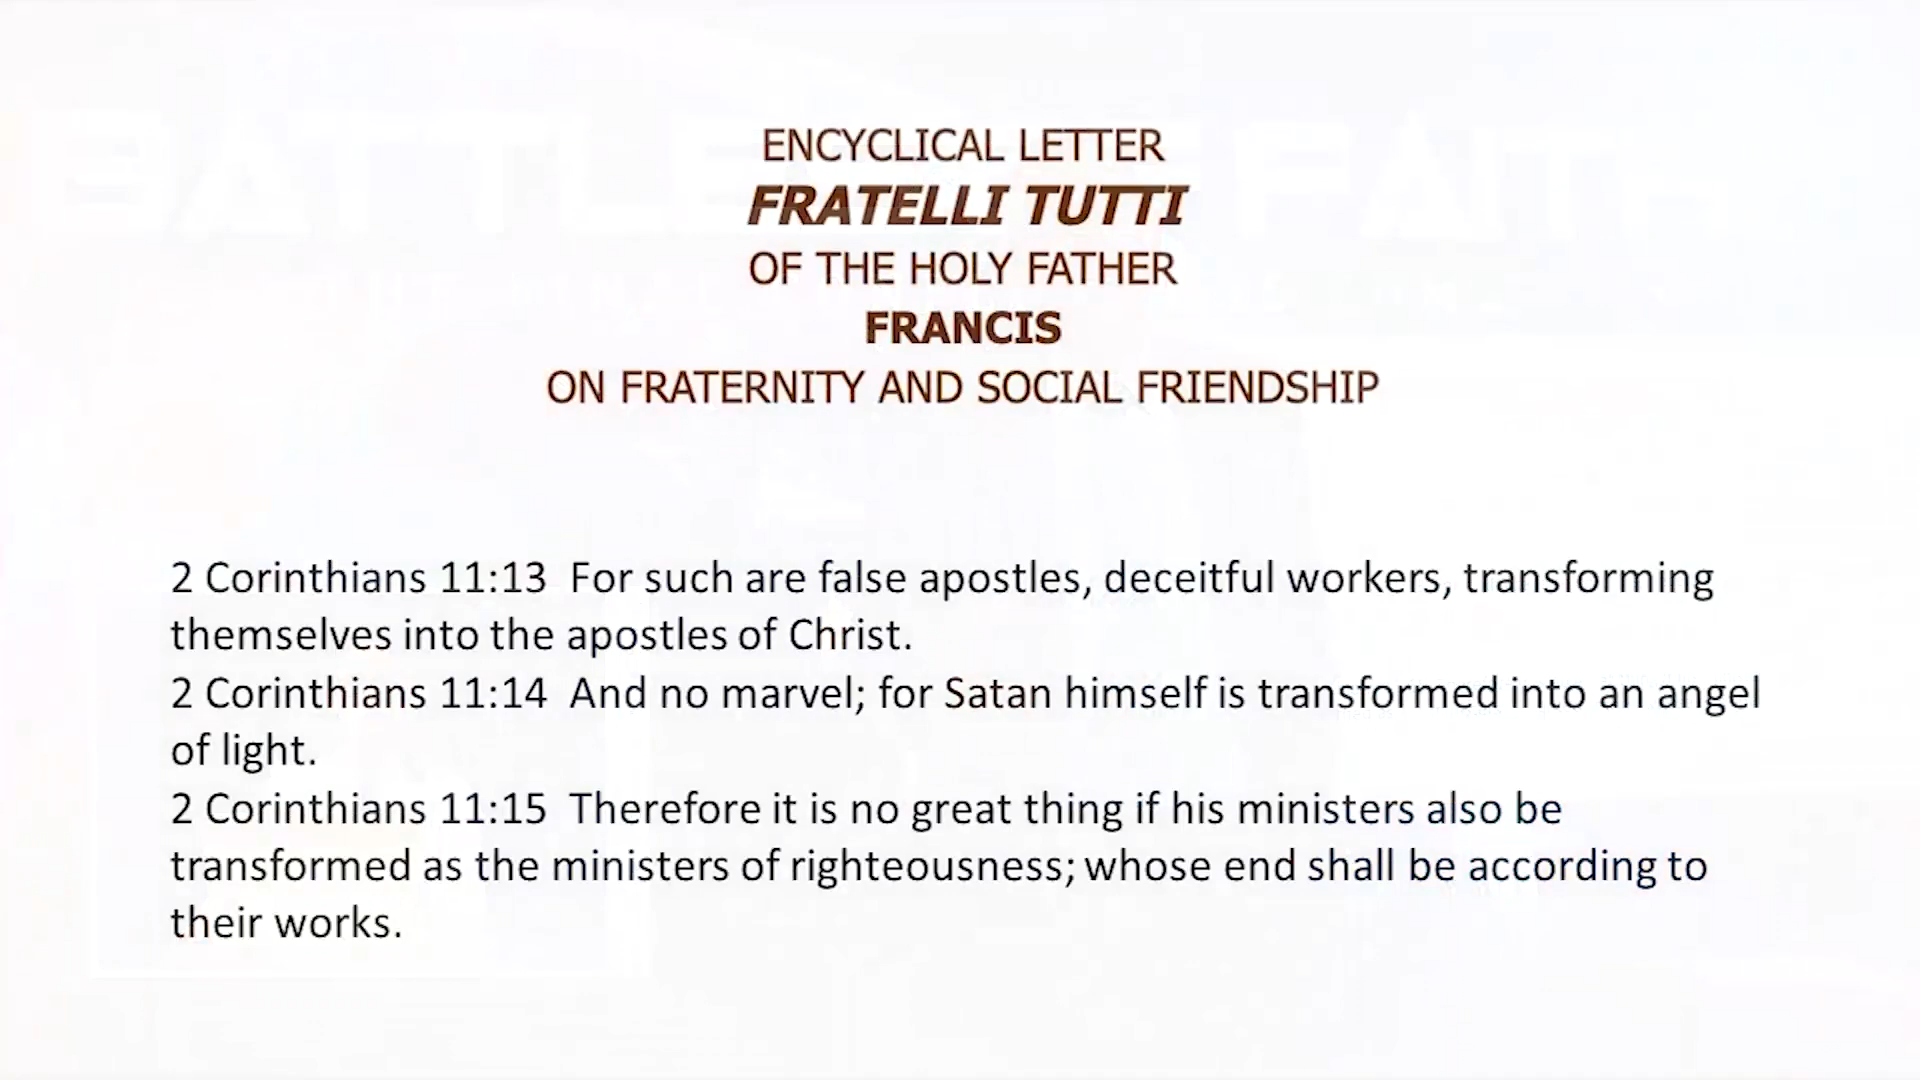 BATTLE FAITH
ENCYCLICAL LETTER
FRATELLI TUTTI
OF THE HOLY FATHER
FRANCIS
ON FRATERNITY AND SOCIAL FRIENDSHIP
2 Corinthians 11:13 For such are false apostles, deceitful workers, transforming
themselves into the apostles of Christ.
2 Corinthians 11:14 And no marvel; for Satan himself is transformed into an angel
of light.
2 Corinthians 11:15 Therefore it is no great thing if his ministers also be
transformed as the ministers of righteousness; whose end shall be according to
their works.